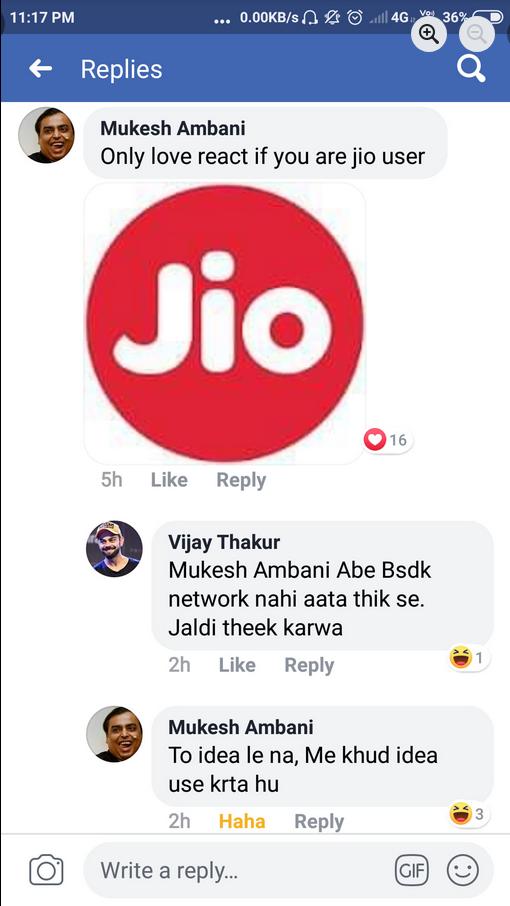 11:17 PM ... 0.00KB/s 4G VoLTE 36%
Replies
Mukesh Ambani
Only love react if you are jio user
Jio
16
5h Like Reply
Vijay Thakur
Mukesh Ambani Abe Bsdk
network nahi aata thik se.
Jaldi theek karwa
1
2h Like Reply
Mukesh Ambani
To idea le na, Me khud idea
use krta hu
3
2h Haha Reply
Write a reply...
GIF